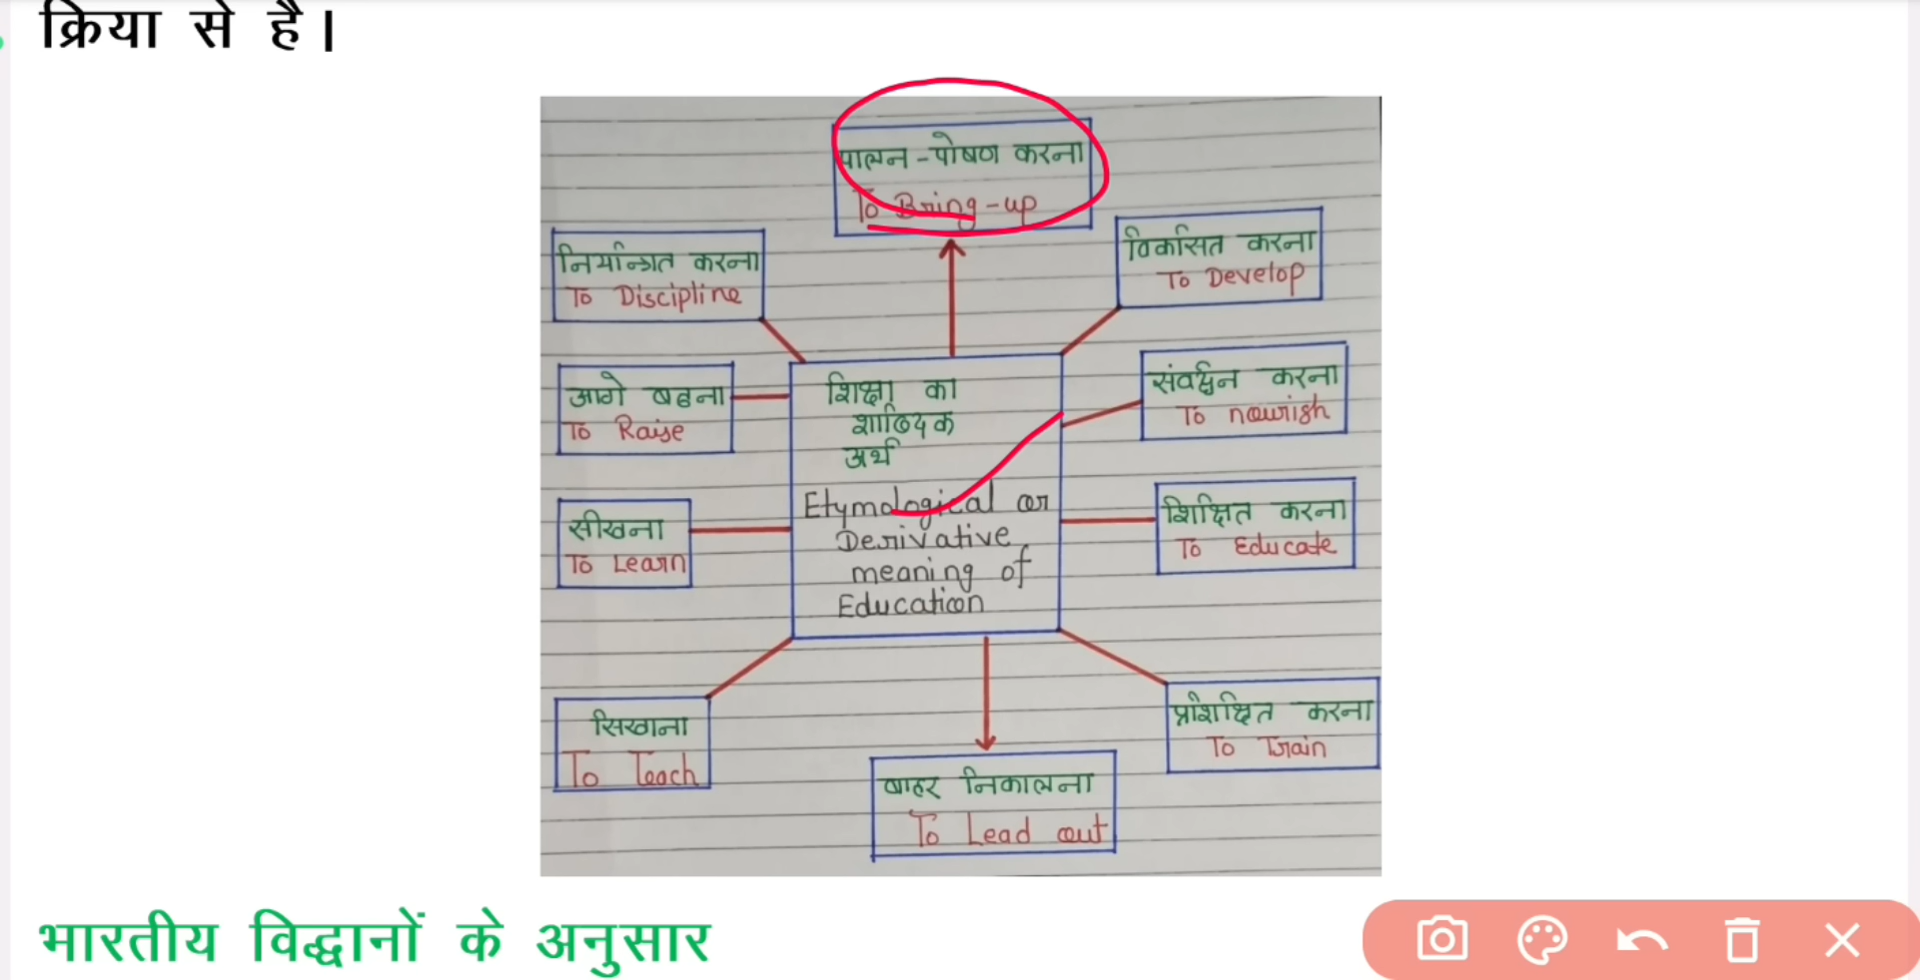 क्रिया से है।
पालन-पोषण करना
To Bring-up
नियन्त्रित करना
To Discipline
विकसित करना
To Develop
आगे बढना
To Raise
शिक्षा का
शाब्दिक
अर्थ
Etymological or
Derivative
meaning of
Education
संवर्धन करना
To nourish
सीखना
To Learn
शिक्षित करना
To Educate
सिखाना
To Teach
बाहर निकालना
To Lead out
प्रशिक्षित करना
To Train
भारतीय विद्धानों के अनुसार